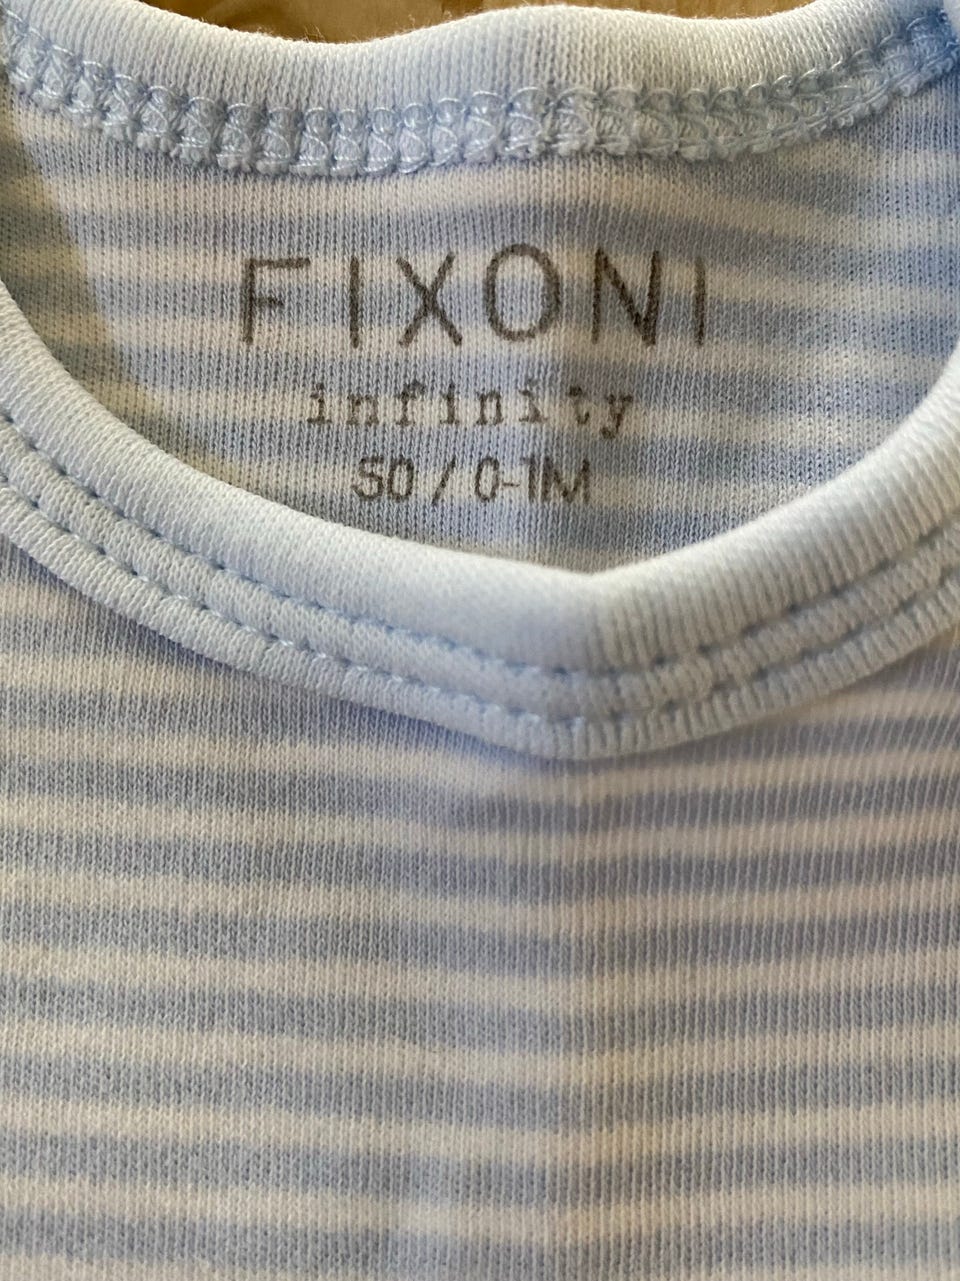 FIXONI
infinity
50 / 0-1M